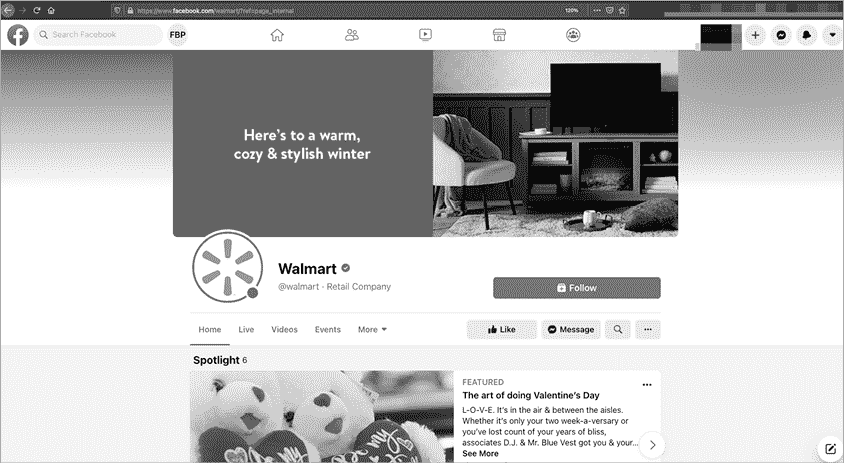 https://www.facebook.com/walmart/?ref=page_internal
120%
Search Facebook
FBP
Here's to a warm,
cozy & stylish winter
Walmart
@walmart · Retail Company
Follow
Home Live Videos Events More
Like Message
Spotlight 6
FEATURED
The art of doing Valentine's Day
L-O-V-E. It's in the air & between the aisles.
Whether it's only your two week-a-versary or
you've lost count of your years of bliss,
associates D.J. & Mr. Blue Vest got you & your...
See More